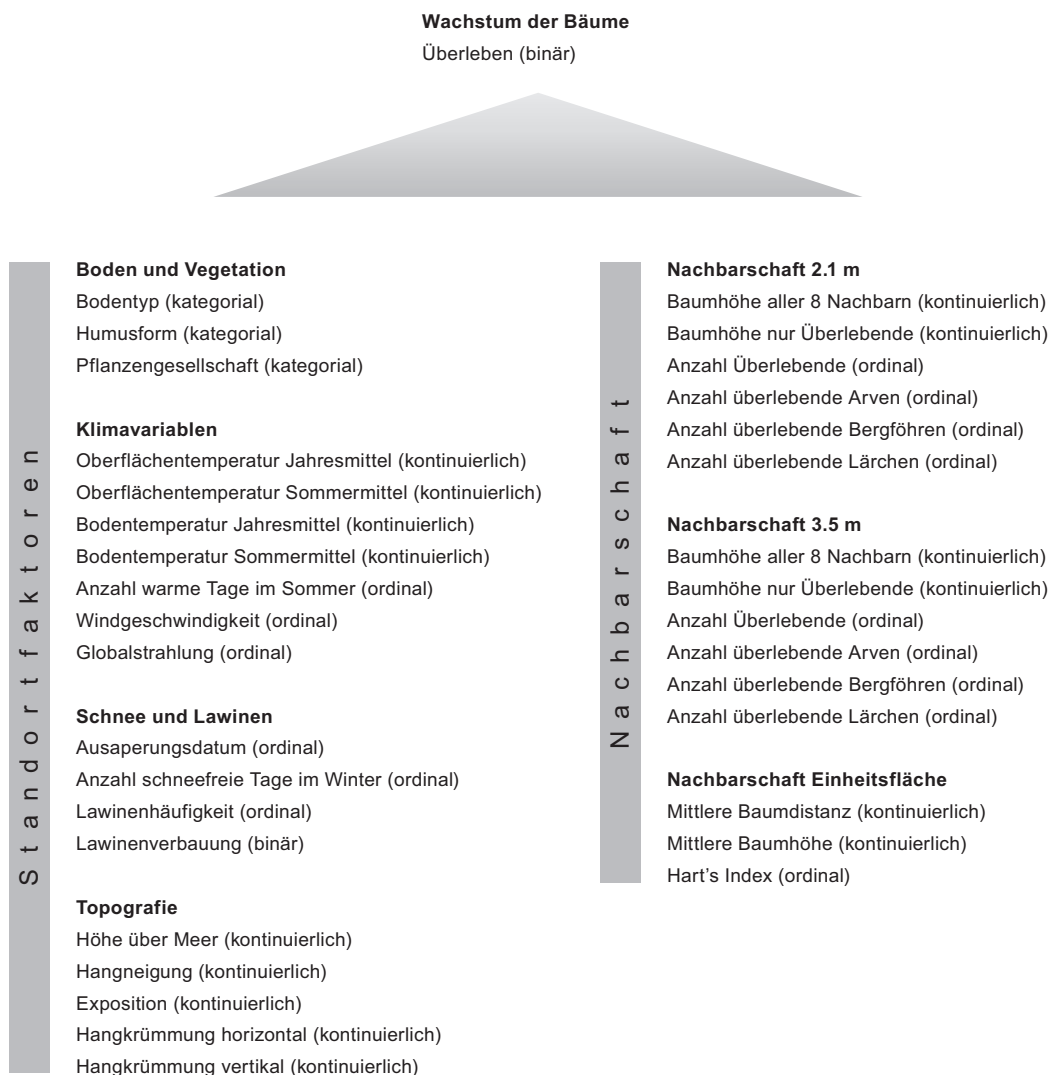 Wachstum der Bäume
Überleben (binär)
Standortfaktoren
Boden und Vegetation
Bodentyp (kategorial)
Humusform (kategorial)
Pflanzengesellschaft (kategorial)
Klimavariablen
Oberflächentemperatur Jahresmittel (kontinuierlich)
Oberflächentemperatur Sommermittel (kontinuierlich)
Bodentemperatur Jahresmittel (kontinuierlich)
Bodentemperatur Sommermittel (kontinuierlich)
Anzahl warme Tage im Sommer (ordinal)
Windgeschwindigkeit (ordinal)
Globalstrahlung (ordinal)
Schnee und Lawinen
Ausaperungsdatum (ordinal)
Anzahl schneefreie Tage im Winter (ordinal)
Lawinenhäufigkeit (ordinal)
Lawinenverbauung (binär)
Topografie
Höhe über Meer (kontinuierlich)
Hangneigung (kontinuierlich)
Exposition (kontinuierlich)
Hangkrümmung horizontal (kontinuierlich)
Hangkrümmung vertikal (kontinuierlich)
Nachbarschaft
Nachbarschaft 2.1 m
Baumhöhe aller 8 Nachbarn (kontinuierlich)
Baumhöhe nur Überlebende (kontinuierlich)
Anzahl Überlebende (ordinal)
Anzahl überlebende Arven (ordinal)
Anzahl überlebende Bergföhren (ordinal)
Anzahl überlebende Lärchen (ordinal)
Nachbarschaft 3.5 m
Baumhöhe aller 8 Nachbarn (kontinuierlich)
Baumhöhe nur Überlebende (kontinuierlich)
Anzahl Überlebende (ordinal)
Anzahl überlebende Arven (ordinal)
Anzahl überlebende Bergföhren (ordinal)
Anzahl überlebende Lärchen (ordinal)
Nachbarschaft Einheitsfläche
Mittlere Baumdistanz (kontinuierlich)
Mittlere Baumhöhe (kontinuierlich)
Hart's Index (ordinal)